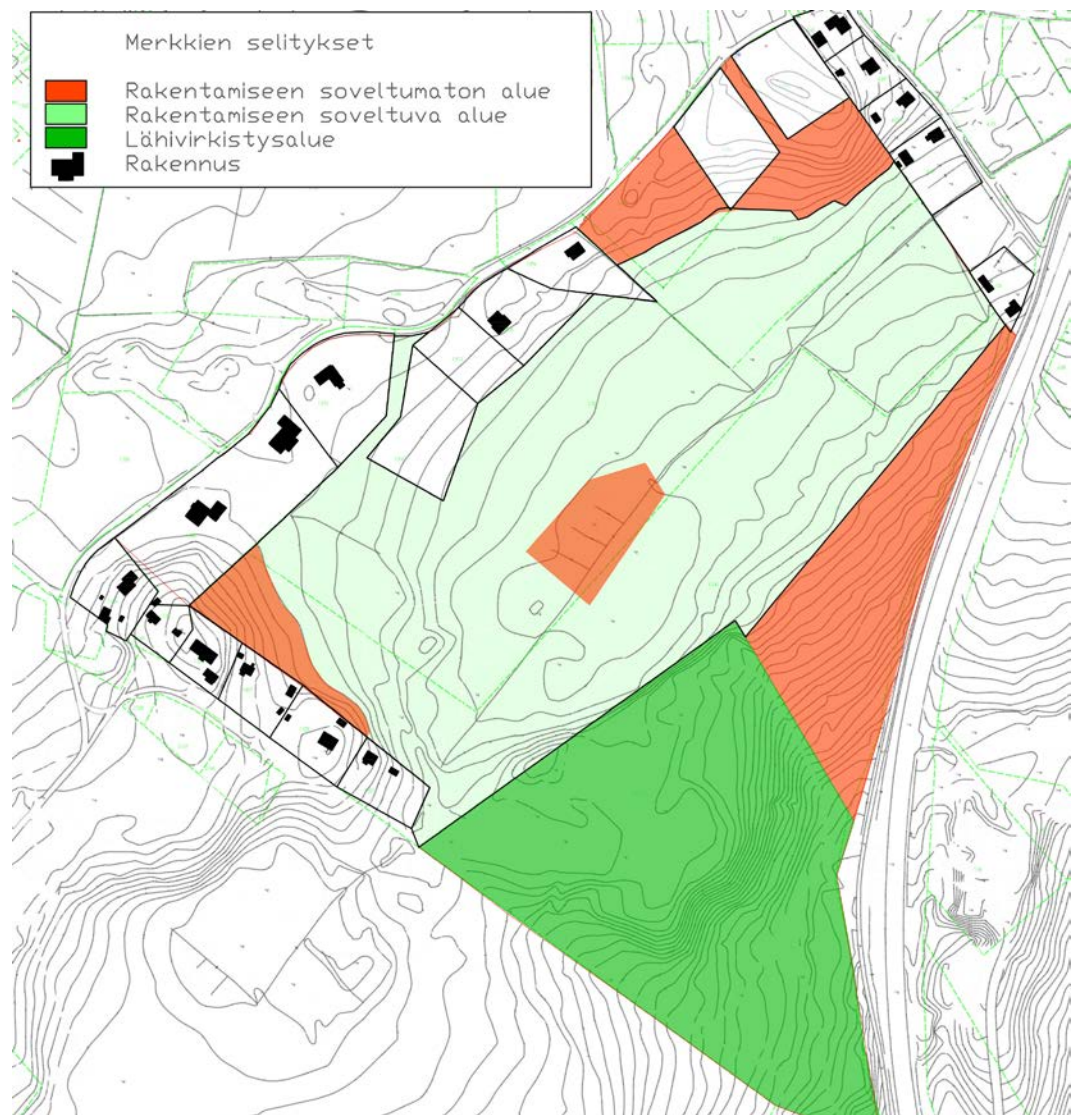 Merkkien selitykset
Rakentamiseen soveltumaton alue
Rakentamiseen soveltuva alue
Lähivirkistysalue
Rakennus